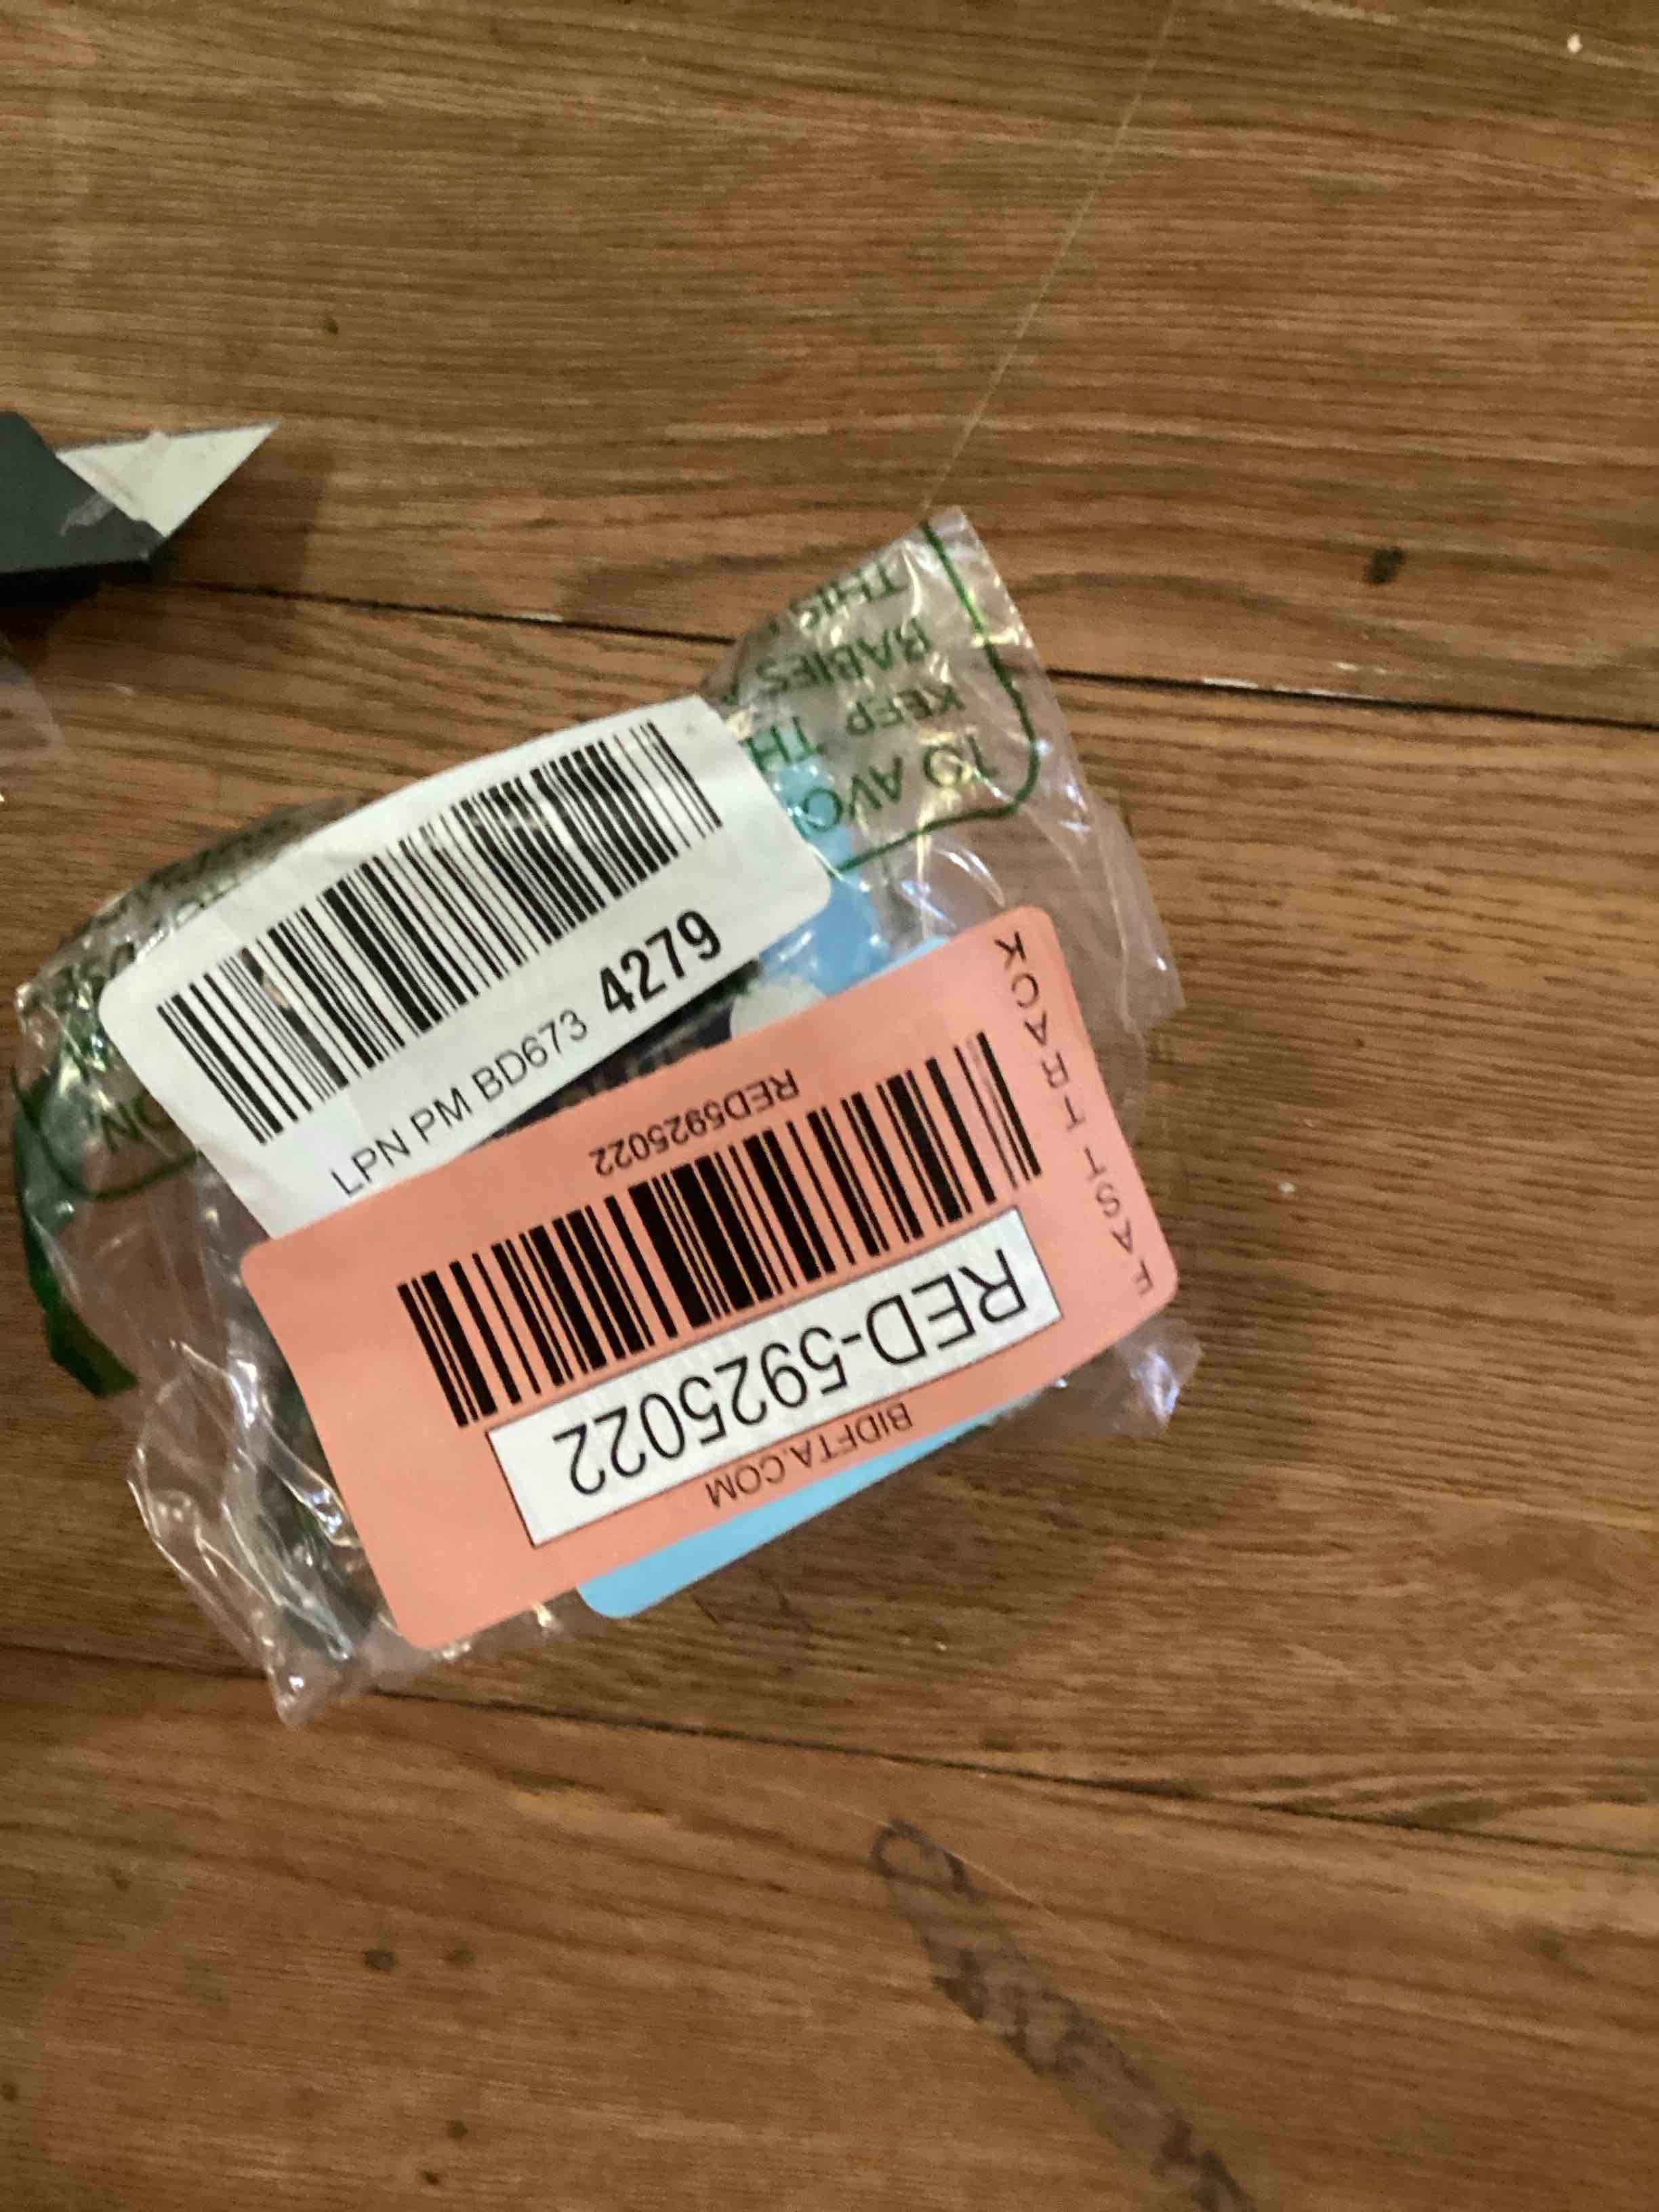 LPN PM BD673 4279
BIDFTA.COM
RED-5925022
RED5925022
FAST TRACK
TO AVO
KEEP TH
BABIES
THIS